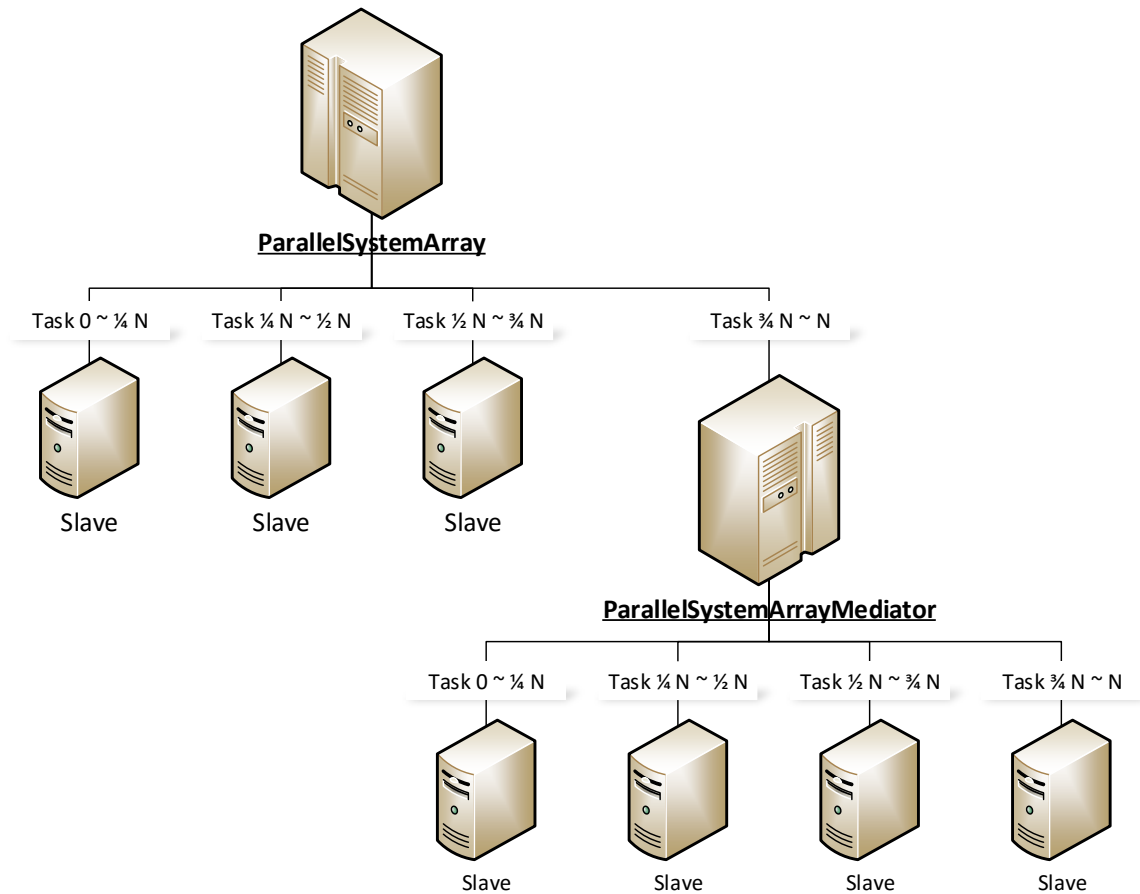 ParallelSystemArray
Task 0 ~ ¼ N
Task ¼ N ~ ½ N
Task ½ N ~ ¾ N
Task ¾ N ~ N
Slave
Slave
Slave
ParallelSystemArrayMediator
Task 0 ~ ¼ N
Task ¼ N ~ ½ N
Task ½ N ~ ¾ N
Task ¾ N ~ N
Slave
Slave
Slave
Slave